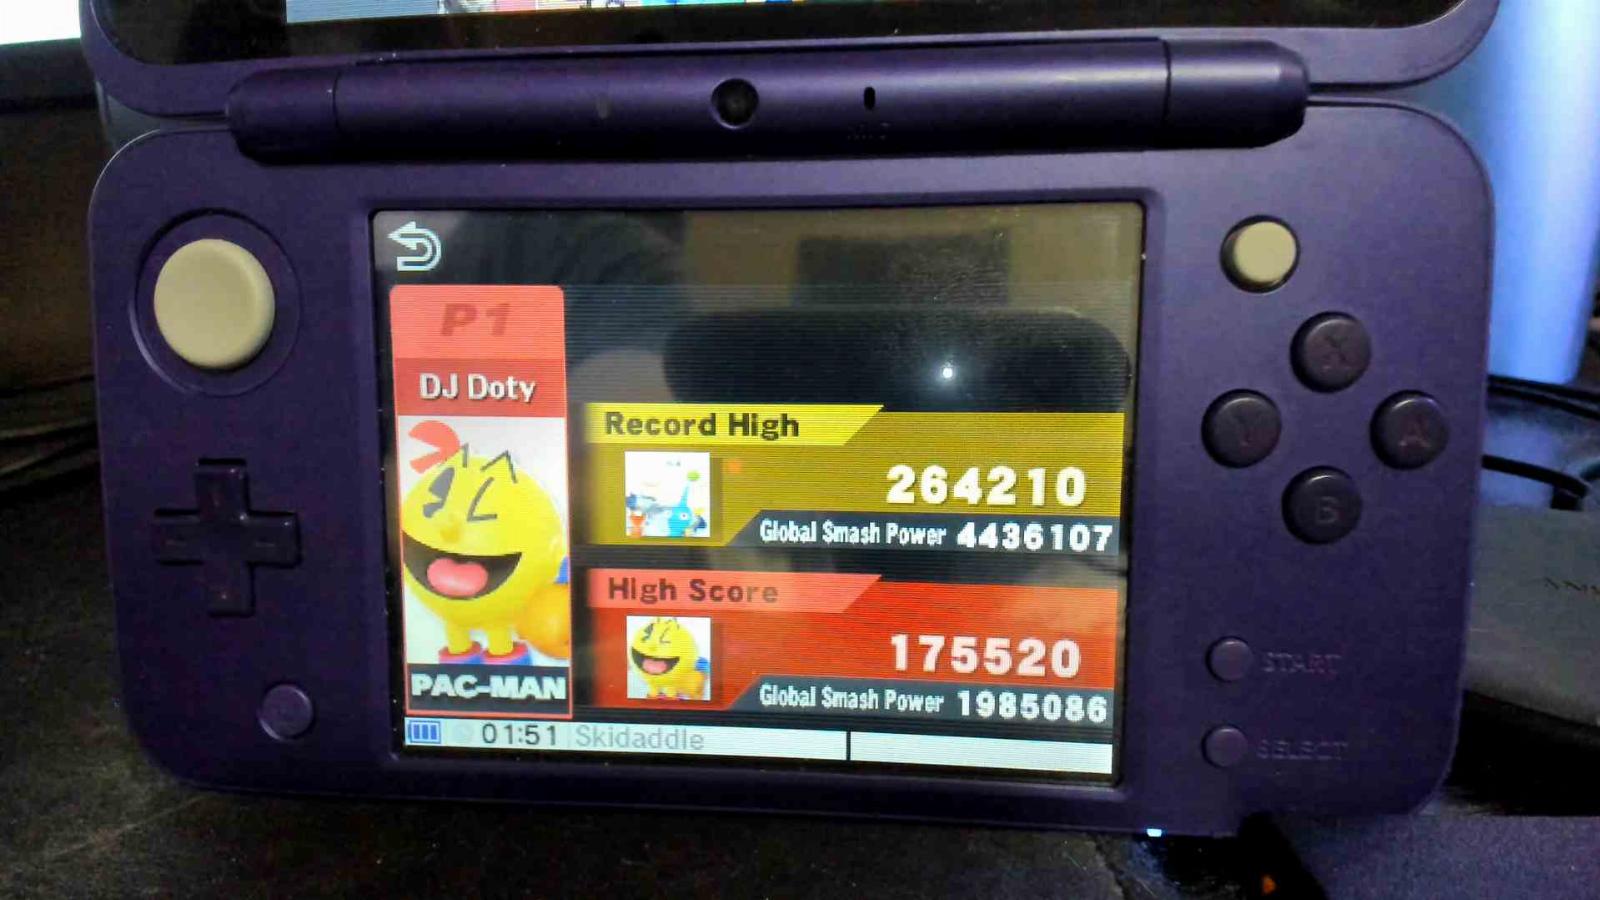 MIC
P1
DJ Doty
PAC-MAN
Record High
264210
Global Smash Power 4436107
High Score
175520
Global Smash Power 1985086
01:51 Skidaddle
X
Y
A
B
START
SELECT